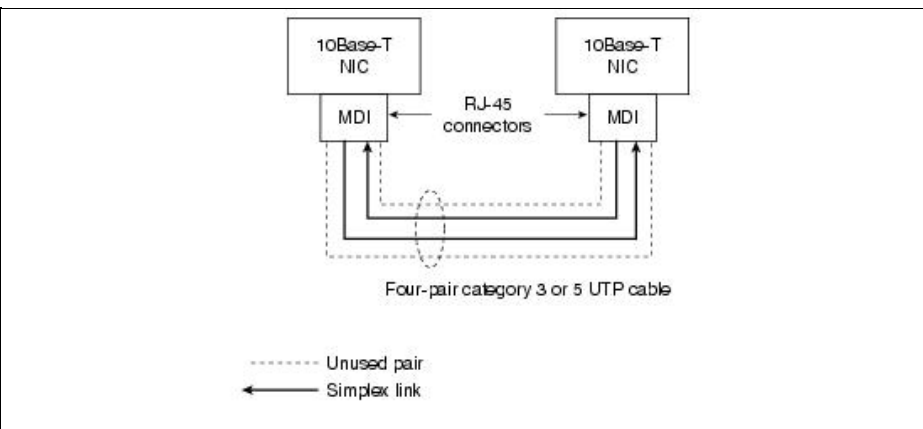 10Base-T
NIC
10Base-T
NIC
MDI
RJ-45
connectors
MDI
Four-pair category 3 or 5 UTP cable
Unused pair
Simplex link